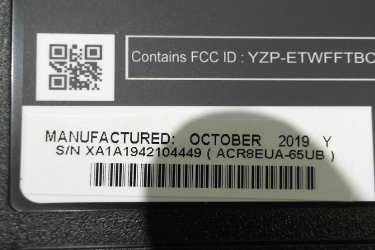 Contains FCC ID : YZP-ETWFFTBC
MANUFACTURED: OCTOBER 2019 Y
S/N XA1A1942104449 ( ACR8EUA-65UB )